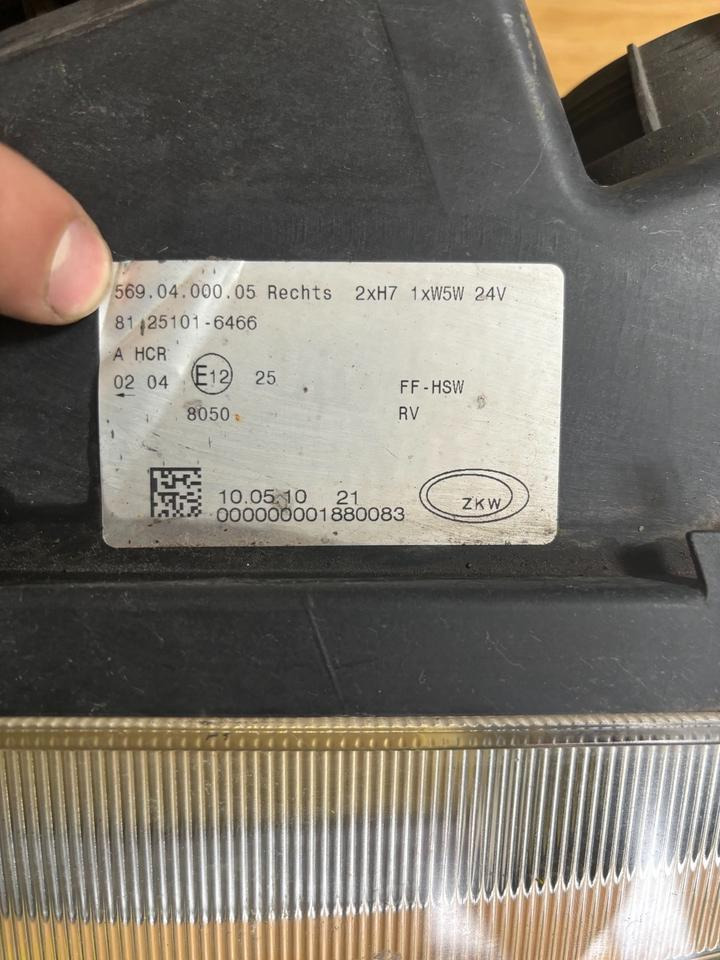 569.04.000.05 Rechts 2xH7 1xW5W 24V
81.25101-6466
A HCR
02 04 E12 25 FF-HSW
8050 RV
10.05.10 21
000000001880083
ZKW